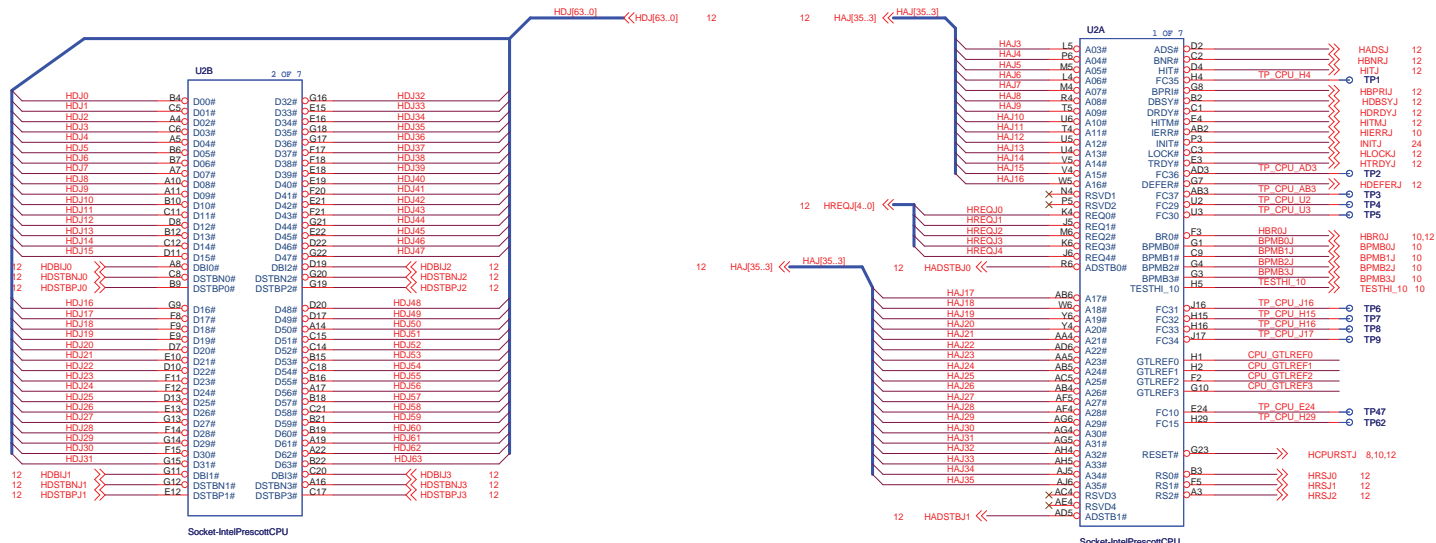 HDJ[63..0] HDJ[63..0] 12
U2B
2 OF 7
HDJ0 B4 D00# D32# G16 HDJ32
HDJ1 C5 D01# D33# E15 HDJ33
HDJ2 A4 D02# D34# E16 HDJ34
HDJ3 C6 D03# D35# G18 HDJ35
HDJ4 A5 D04# D36# G17 HDJ36
HDJ5 B6 D05# D37# F17 HDJ37
HDJ6 B7 D06# D38# F18 HDJ38
HDJ7 A7 D07# D39# E18 HDJ39
HDJ8 A10 D08# D40# E19 HDJ40
HDJ9 A11 D09# D41# F20 HDJ41
HDJ10 B10 D10# D42# E21 HDJ42
HDJ11 C11 D11# D43# F21 HDJ43
HDJ12 D8 D12# D44# G21 HDJ44
HDJ13 B12 D13# D45# E22 HDJ45
HDJ14 C12 D14# D46# D22 HDJ46
HDJ15 D11 D15# D47# G22 HDJ47
12 HDBIJ0 A8 DBI0# DBI2# D19 HDBIJ2 12
12 HDSTBNJ0 C8 DSTBN0# DSTBN2# G20 HDSTBNJ2 12
12 HDSTBPJ0 B9 DSTBP0# DSTBP2# G19 HDSTBPJ2 12
HDJ16 G9 D16# D48# D20 HDJ48
HDJ17 F8 D17# D49# D17 HDJ49
HDJ18 F9 D18# D50# A14 HDJ50
HDJ19 E9 D19# D51# C15 HDJ51
HDJ20 D7 D20# D52# C14 HDJ52
HDJ21 E10 D21# D53# B15 HDJ53
HDJ22 D10 D22# D54# C18 HDJ54
HDJ23 F11 D23# D55# B16 HDJ55
HDJ24 F12 D24# D56# A17 HDJ56
HDJ25 D13 D25# D57# B18 HDJ57
HDJ26 E13 D26# D58# C21 HDJ58
HDJ27 G13 D27# D59# B21 HDJ59
HDJ28 F14 D28# D60# B19 HDJ60
HDJ29 G14 D29# D61# A19 HDJ61
HDJ30 F15 D30# D62# A22 HDJ62
HDJ31 G15 D31# D63# B22 HDJ63
12 HDBIJ1 G11 DBI1# DBI3# C20 HDBIJ3 12
12 HDSTBNJ1 G12 DSTBN1# DSTBN3# A16 HDSTBNJ3 12
12 HDSTBPJ1 E12 DSTBP1# DSTBP3# C17 HDSTBPJ3 12
Socket-IntelPrescottCPU
12 HAJ[35..3] HAJ[35..3]
U2A
1 OF 7
HAJ3 L5 A03# ADS# D2 HADSJ 12
HAJ4 P6 A04# BNR# C2 HBNRJ 12
HAJ5 M5 A05# HIT# D4 HITJ 12
HAJ6 L4 A06# FC35 H4 TP_CPU_H4 TP1
HAJ7 M4 A07# BPRI# G8 HBPRIJ 12
HAJ8 R4 A08# DBSY# B2 HDBSYJ 12
HAJ9 T5 A09# DRDY# C1 HDRDYJ 12
HAJ10 U6 A10# HITM# E4 HITMJ 12
HAJ11 T4 A11# IERR# AB2 HIERRJ 10
HAJ12 U5 A12# INIT# P3 INITJ 24
HAJ13 U4 A13# LOCK# C3 HLOCKJ 12
HAJ14 V5 A14# TRDY# E3 HTRDYJ 12
HAJ15 V4 A15# FC36 AD3 TP_CPU_AD3 TP2
HAJ16 W5 A16# DEFER# G7 HDEFERJ 12
N4 RSVD1 FC37 AB3 TP_CPU_AB3 TP3
P5 RSVD2 FC29 U2 TP_CPU_U2 TP4
12 HREQJ[4..0]
HREQJ0 K4 REQ0# FC30 U3 TP_CPU_U3 TP5
HREQJ1 J5 REQ1#
HREQJ2 M6 REQ2# BR0# F3 HBR0J HBR0J 10,12
HREQJ3 K6 REQ3# BPMB0# G1 BPMB0J BPMB0J 10
HREQJ4 J6 REQ4# BPMB1# C9 BPMB1J BPMB1J 10
12 HADSTBJ0 R6 ADSTB0# BPMB2# G4 BPMB2J BPMB2J 10
12 HAJ[35..3] HAJ[35..3]
BPMB3# G3 BPMB3J BPMB3J 10
TESTHI_10 H5 TESTHI_10 TESTHI_10 10
HAJ17 AB6 A17#
HAJ18 W6 A18# FC31 J16 TP_CPU_J16 TP6
HAJ19 Y6 A19# FC32 H15 TP_CPU_H15 TP7
HAJ20 Y4 A20# FC33 H16 TP_CPU_H16 TP8
HAJ21 AA4 A21# FC34 J17 TP_CPU_J17 TP9
HAJ22 AD6 A22#
HAJ23 AA5 A23# GTLREF0 H1 CPU_GTLREF0
HAJ24 AB5 A24# GTLREF1 H2 CPU_GTLREF1
HAJ25 AC5 A25# GTLREF2 F2 CPU_GTLREF2
HAJ26 AB4 A26# GTLREF3 G10 CPU_GTLREF3
HAJ27 AF5 A27#
HAJ28 AF4 A28# FC10 E24 TP_CPU_E24 TP47
HAJ29 AG6 A29# FC15 H29 TP_CPU_H29 TP62
HAJ30 AG4 A30#
HAJ31 AG5 A31#
HAJ32 AH4 A32# RESET# G23 HCPURSTJ 8,10,12
HAJ33 AH5 A33#
HAJ34 AJ5 A34# RS0# B3 HRSJ0 12
HAJ35 AJ6 A35# RS1# F5 HRSJ1 12
AC4 RSVD3 RS2# A3 HRSJ2 12
AE4 RSVD4
12 HADSTBJ1 AD5 ADSTB1#
Socket-IntelPrescottCPU